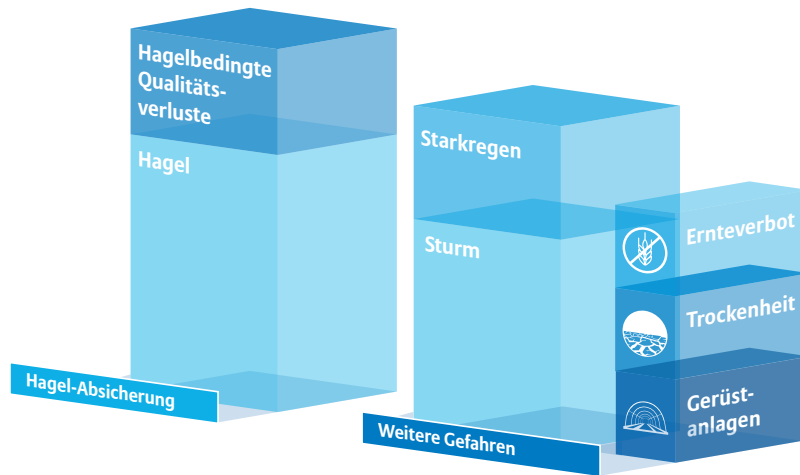 Hagelbedingte
Qualitäts-
verluste
Hagel
Hagel-Absicherung
Starkregen
Sturm
Weitere Gefahren
Ernteverbot
Trockenheit
Gerüst-
anlagen